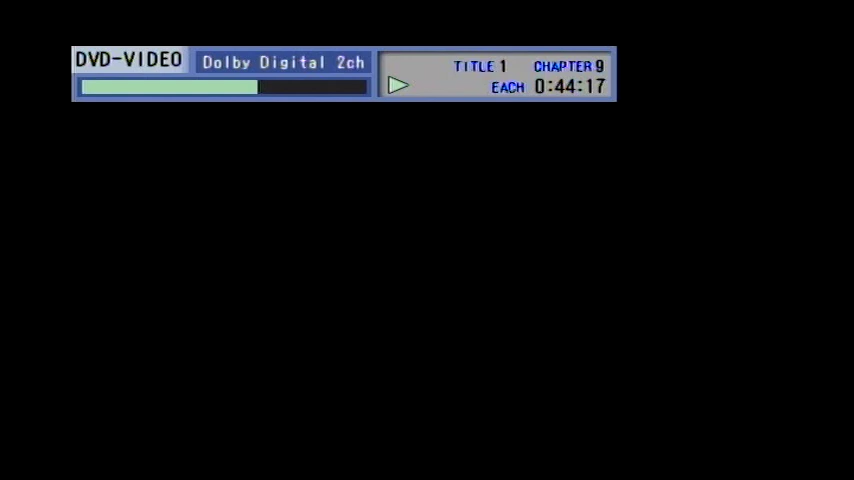 DVD-VIDEO
Dolby Digital 2ch
TITLE 1 CHAPTER 9
EACH 0:44:17